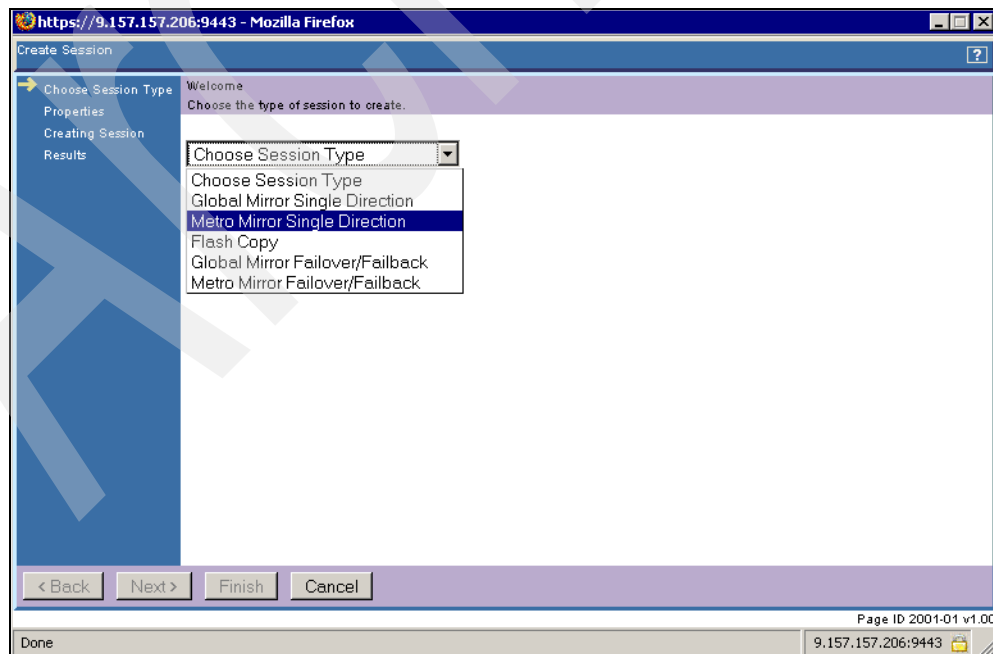 https://9.157.157.206:9443 - Mozilla Firefox
Create Session
?
Choose Session Type
Properties
Creating Session
Results
Welcome
Choose the type of session to create.
Choose Session Type
Choose Session Type
Global Mirror Single Direction
Metro Mirror Single Direction
Flash Copy
Global Mirror Failover/Failback
Metro Mirror Failover/Failback
< Back Next > Finish Cancel
Page ID 2001-01 v1.00
Done 9.157.157.206:9443